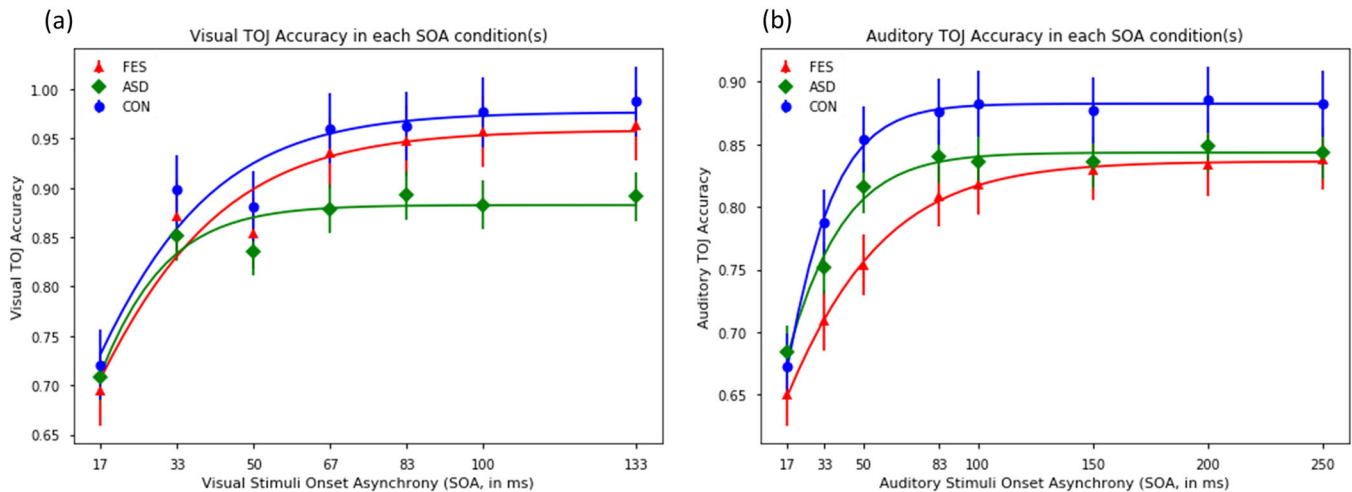 (a)
Visual TOJ Accuracy in each SOA condition(s)
FES
ASD
CON
1.00
0.95
0.90
0.85
0.80
0.75
0.70
0.65
Visual TOJ Accuracy
17 33 50 67 83 100 133
Visual Stimuli Onset Asynchrony (SOA, in ms)
(b)
Auditory TOJ Accuracy in each SOA condition(s)
FES
ASD
CON
0.90
0.85
0.80
0.75
0.70
0.65
Auditory TOJ Accuracy
17 33 50 83 100 150 200 250
Auditory Stimuli Onset Asynchrony (SOA, in ms)